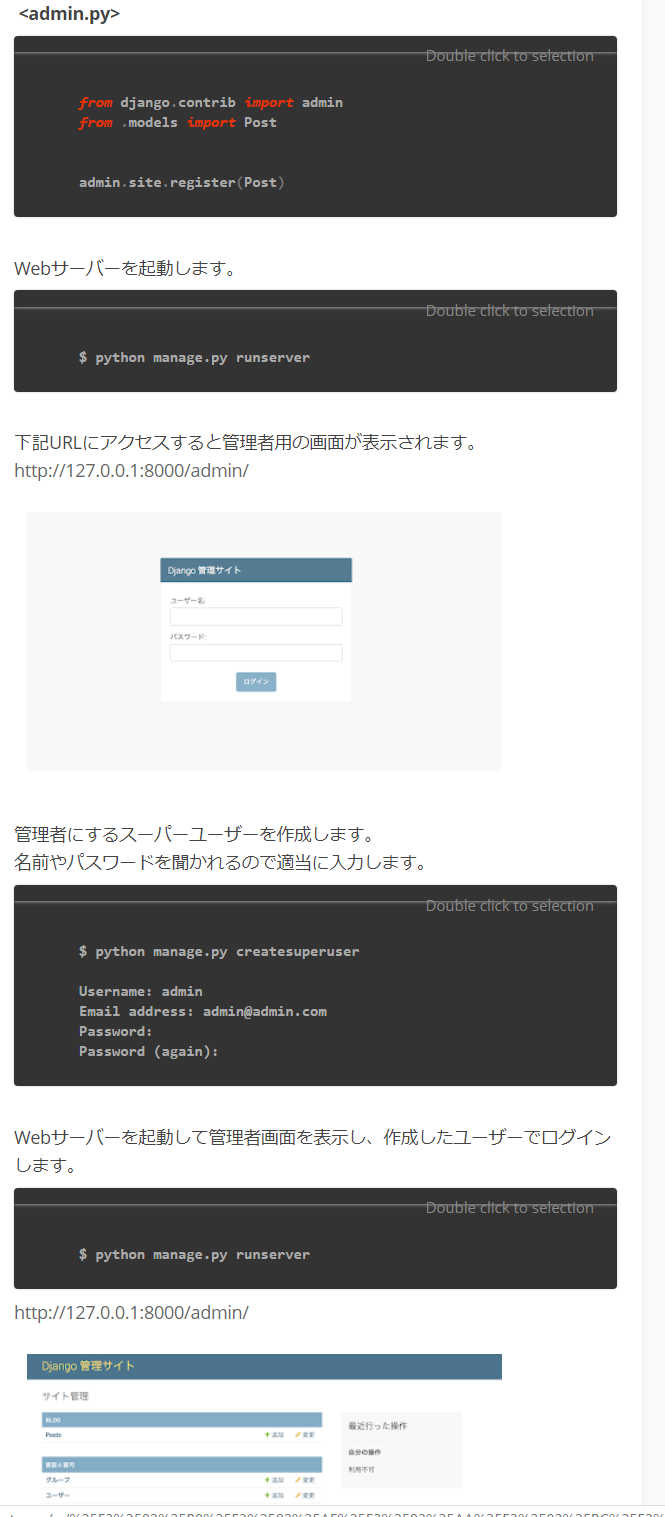 <admin.py>
Double click to selection
from django.contrib import admin
from .models import Post
admin.site.register(Post)
Webサーバーを起動します。
Double click to selection
$ python manage.py runserver
下記URLにアクセスすると管理者用の画面が表示されます。
http://127.0.0.1:8000/admin/
Django 管理サイト
ユーザー名:
パスワード:
ログイン
管理者にするスーパーユーザーを作成します。
名前やパスワードを聞かれるので適当に入力します。
Double click to selection
$ python manage.py createsuperuser
Username: admin
Email address: admin@admin.com
Password:
Password (again):
Webサーバーを起動して管理者画面を表示し、作成したユーザーでログイン
します。
Double click to selection
$ python manage.py runserver
http://127.0.0.1:8000/admin/
Django 管理サイト
サイト管理
BLOG
Posts
+ 追加
変更
認証と認可
グループ
+ 追加
変更
ユーザー
+ 追加
変更
最近行った操作
自分の操作
利用不可